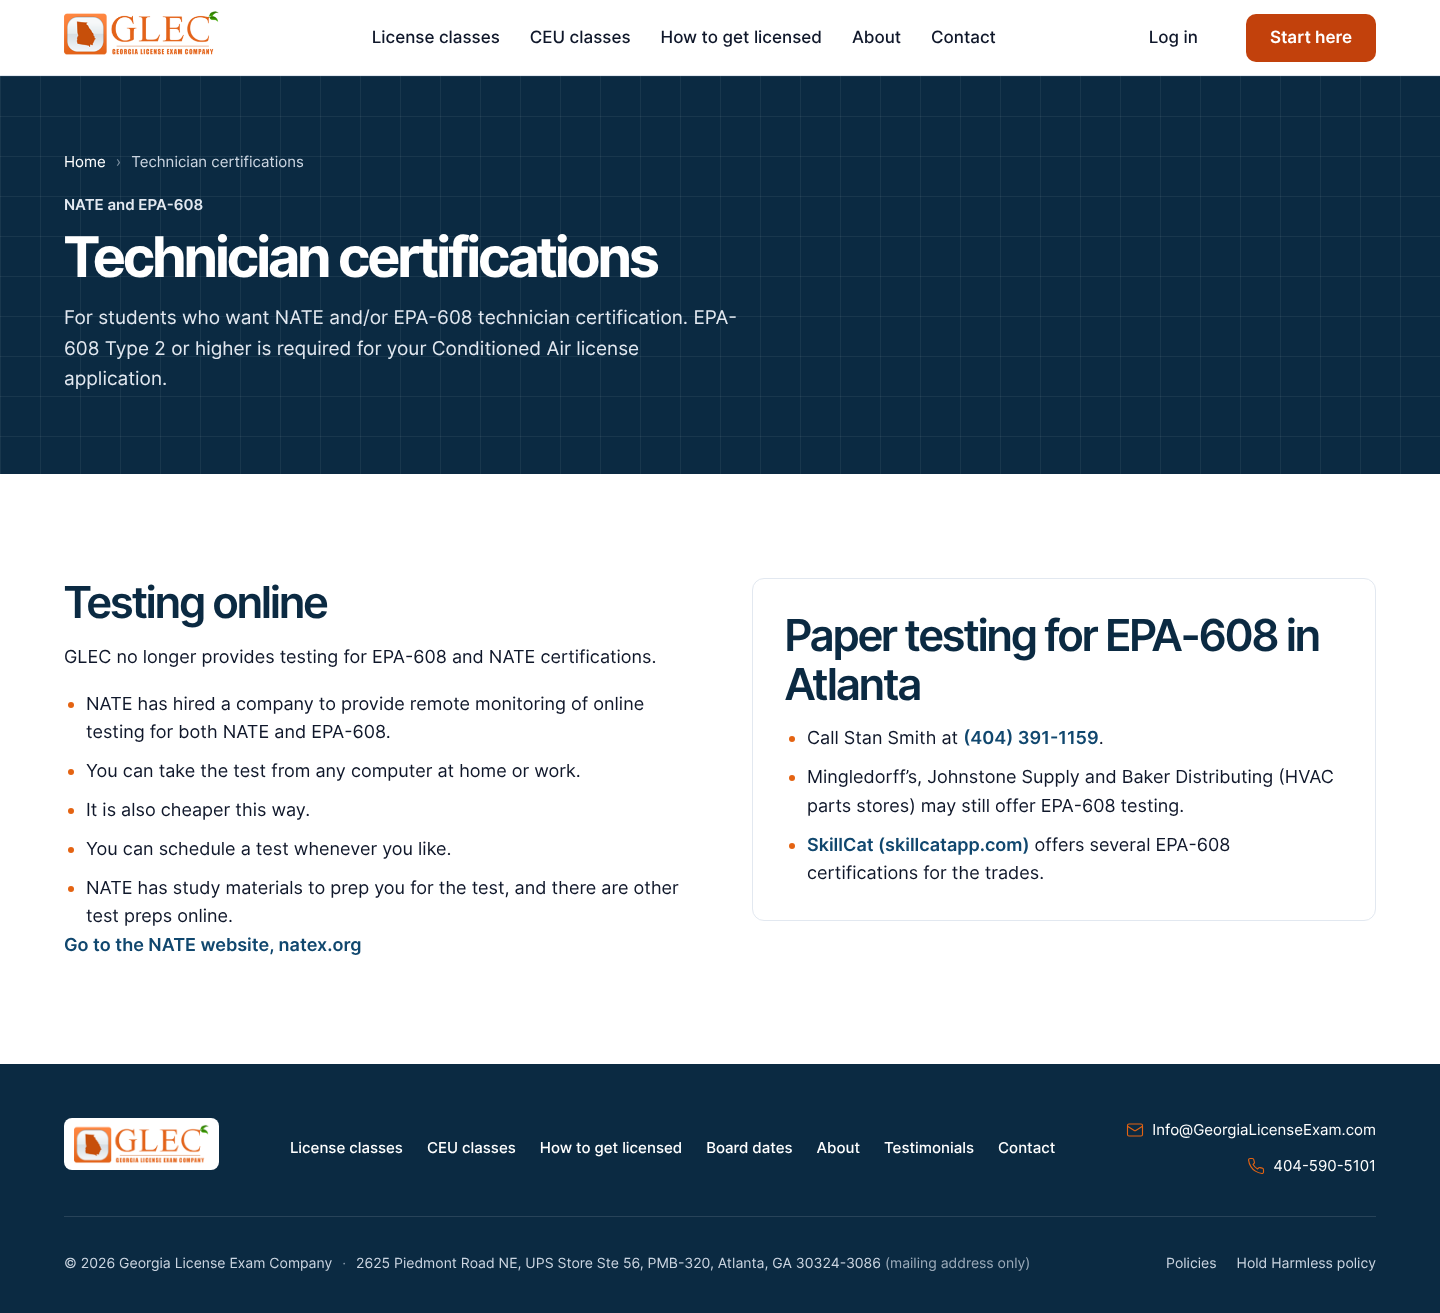 GLEC
GEORGIA LICENSE EXAM COMPANY
License classes
CEU classes
How to get licensed
About
Contact
Log in
Start here
Home › Technician certifications
NATE and EPA-608
Technician certifications
For students who want NATE and/or EPA-608 technician certification. EPA-
608 Type 2 or higher is required for your Conditioned Air license
application.
Testing online
GLEC no longer provides testing for EPA-608 and NATE certifications.
• NATE has hired a company to provide remote monitoring of online
testing for both NATE and EPA-608.
• You can take the test from any computer at home or work.
• It is also cheaper this way.
• You can schedule a test whenever you like.
• NATE has study materials to prep you for the test, and there are other
test preps online.
Go to the NATE website, natex.org
Paper testing for EPA-608 in
Atlanta
• Call Stan Smith at (404) 391-1159.
• Mingledorff’s, Johnstone Supply and Baker Distributing (HVAC
parts stores) may still offer EPA-608 testing.
• SkillCat (skillcatapp.com) offers several EPA-608
certifications for the trades.
GLEC
GEORGIA LICENSE EXAM COMPANY
License classes
CEU classes
How to get licensed
Board dates
About
Testimonials
Contact
Info@GeorgiaLicenseExam.com
404-590-5101
© 2026 Georgia License Exam Company · 2625 Piedmont Road NE, UPS Store Ste 56, PMB-320, Atlanta, GA 30324-3086 (mailing address only)
Policies
Hold Harmless policy